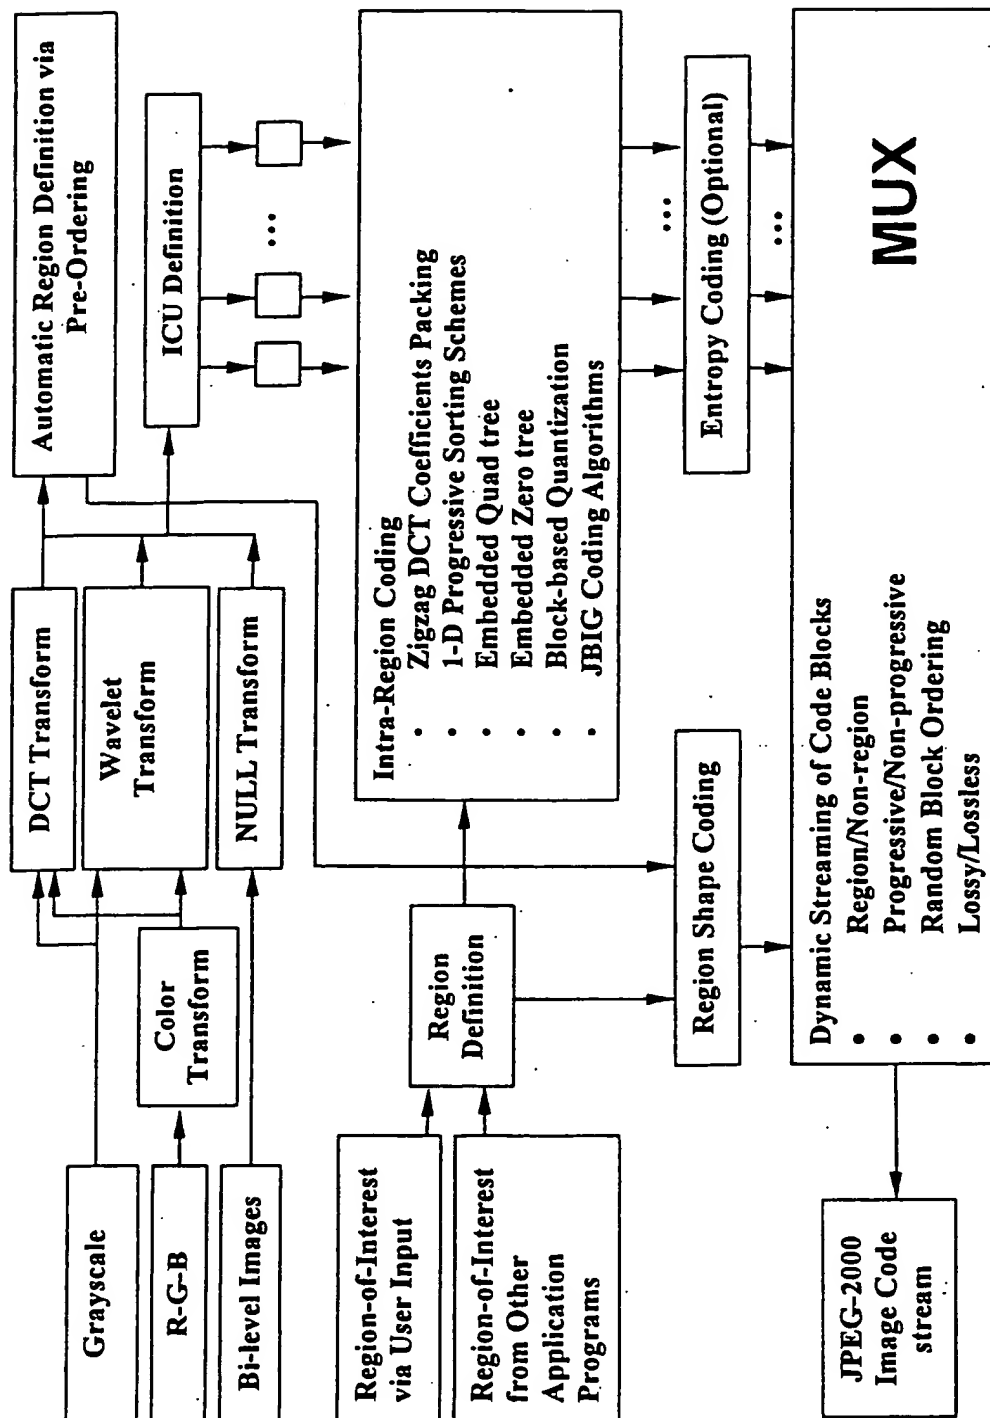 Grayscale
R-G-B
Bi-level Images
Color
Transform
DCT Transform
Wavelet
Transform
NULL Transform
Automatic Region Definition via
Pre-Ordering
ICU Definition
...
Region-of-Interest
via User Input
Region-of-Interest
from Other
Application
Programs
Region
Definition
Intra-Region Coding
• Zigzag DCT Coefficients Packing
• 1-D Progressive Sorting Schemes
• Embedded Quad tree
• Embedded Zero tree
• Block-based Quantization
• JBIG Coding Algorithms
...
Region Shape Coding
Entropy Coding (Optional)
...
Dynamic Streaming of Code Blocks
• Region/Non-region
• Progressive/Non-progressive
• Random Block Ordering
• Lossy/Lossless
MUX
JPEG-2000
Image Code
stream